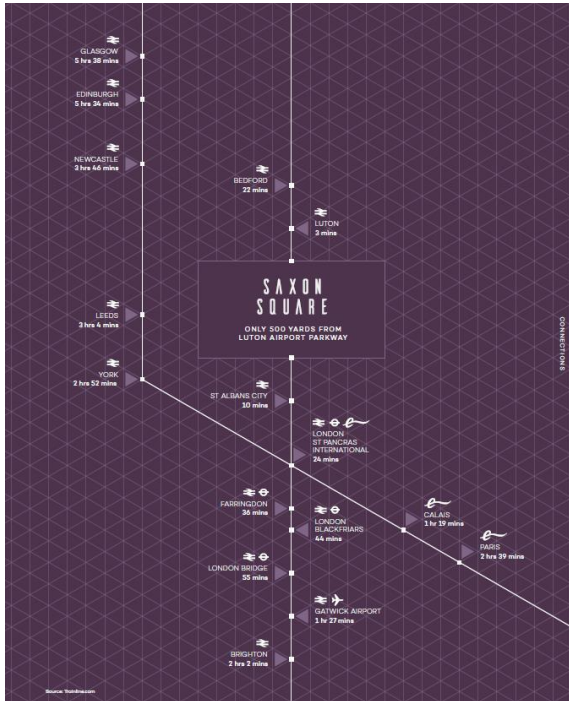 GLASGOW
5 hrs 38 mins
EDINBURGH
5 hrs 34 mins
NEWCASTLE
3 hrs 46 mins
BEDFORD
22 mins
LUTON
3 mins
SAXON
SQUARE
ONLY 500 YARDS FROM
LUTON AIRPORT PARKWAY
LEEDS
3 hrs 4 mins
CONNECTIONS
YORK
2 hrs 52 mins
ST ALBANS CITY
10 mins
LONDON
ST PANCRAS
INTERNATIONAL
24 mins
FARRINGDON
36 mins
LONDON
BLACKFRIARS
44 mins
CALAIS
1 hr 19 mins
PARIS
2 hrs 39 mins
LONDON BRIDGE
55 mins
GATWICK AIRPORT
1 hr 27 mins
BRIGHTON
2 hrs 2 mins
Source: Trainline.com